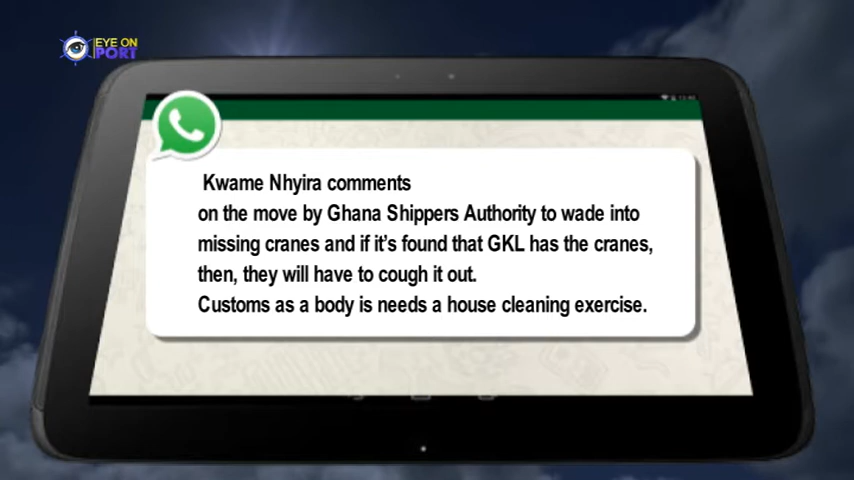 EYE ON
PORT
Kwame Nhyira comments
on the move by Ghana Shippers Authority to wade into
missing cranes and if it's found that GKL has the cranes,
then, they will have to cough it out.
Customs as a body is needs a house cleaning exercise.